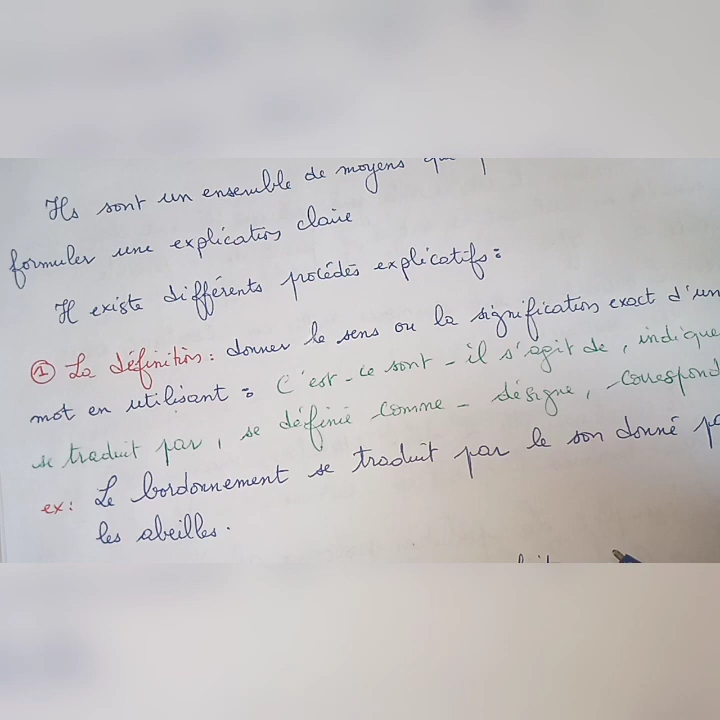 Ils sont un ensemble de moyens
formuler une explication claire
Il existe différents procédés explicatifs :
① La définition : donner le sens ou la signification exact d'un
mot en utilisant : C'est - ce sont - il s'agit de, indique
se traduit par, se définie comme - désigne, - correspond
ex : Le bordonnement se traduit par le son donné
les abeilles.